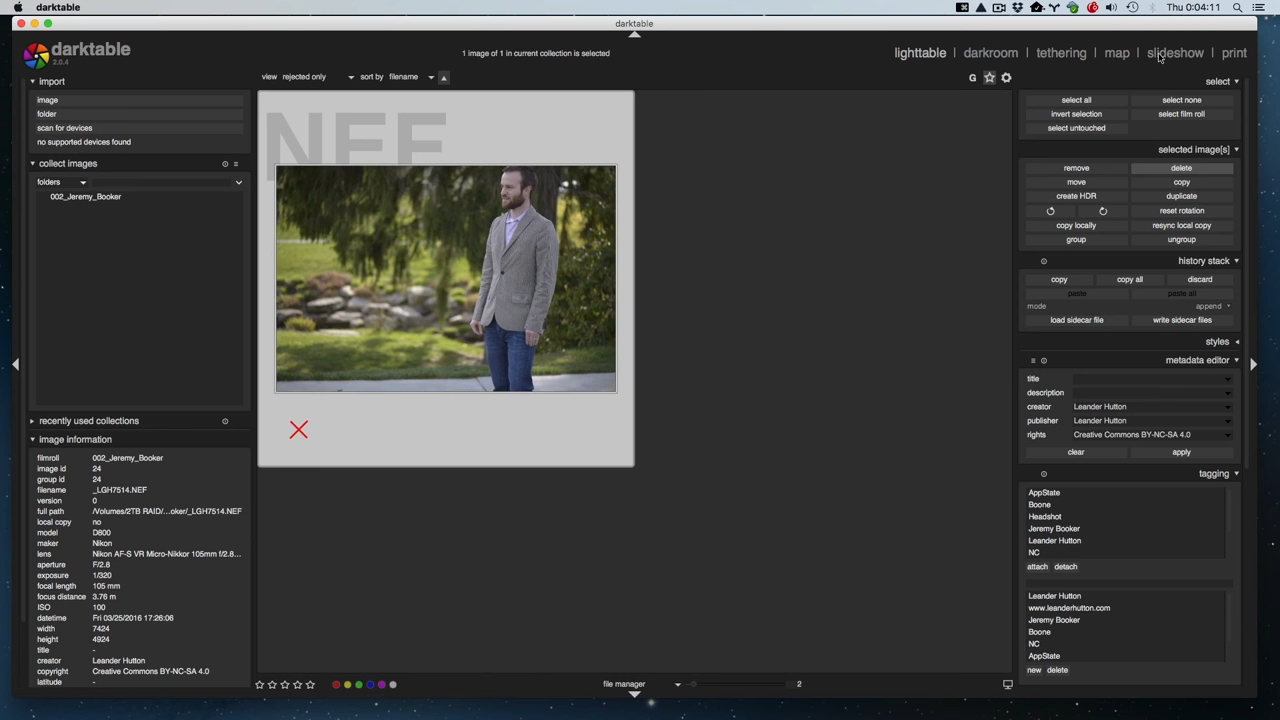 darktable
Thu 0:04:11
darktable
darktable
2.0.4
1 image of 1 in current collection is selected
lighttable | darkroom | tethering | map | slideshow | print
import
image
folder
scan for devices
no supported devices found
collect images
folders
002_Jeremy_Booker
recently used collections
image information
filmroll 002_Jeremy_Booker
image id 24
group id 24
filename _LGH7514.NEF
version 0
full path /Volumes/2TB RAID/...oker/_LGH7514.NEF
local copy no
model D800
maker Nikon
lens Nikon AF-S VR Micro-Nikkor 105mm f/2.8...
aperture F/2.8
exposure 1/320
focal length 105 mm
focus distance 3.76 m
ISO 100
datetime Fri 03/25/2016 17:26:06
width 7424
height 4924
title -
creator Leander Hutton
copyright Creative Commons BY-NC-SA 4.0
latitude -
view rejected only sort by filename
G
NEF
file manager 2
select
select all select none
invert selection select film roll
select untouched
selected image[s]
remove delete
move copy
create HDR duplicate
reset rotation
copy locally resync local copy
group ungroup
history stack
copy copy all discard
paste paste all
mode append
load sidecar file write sidecar files
styles
metadata editor
title
description
creator Leander Hutton
publisher Leander Hutton
rights Creative Commons BY-NC-SA 4.0
clear apply
tagging
AppState
Boone
Headshot
Jeremy Booker
Leander Hutton
NC
attach detach
Leander Hutton
www.leanderhutton.com
Jeremy Booker
Boone
NC
AppState
new delete